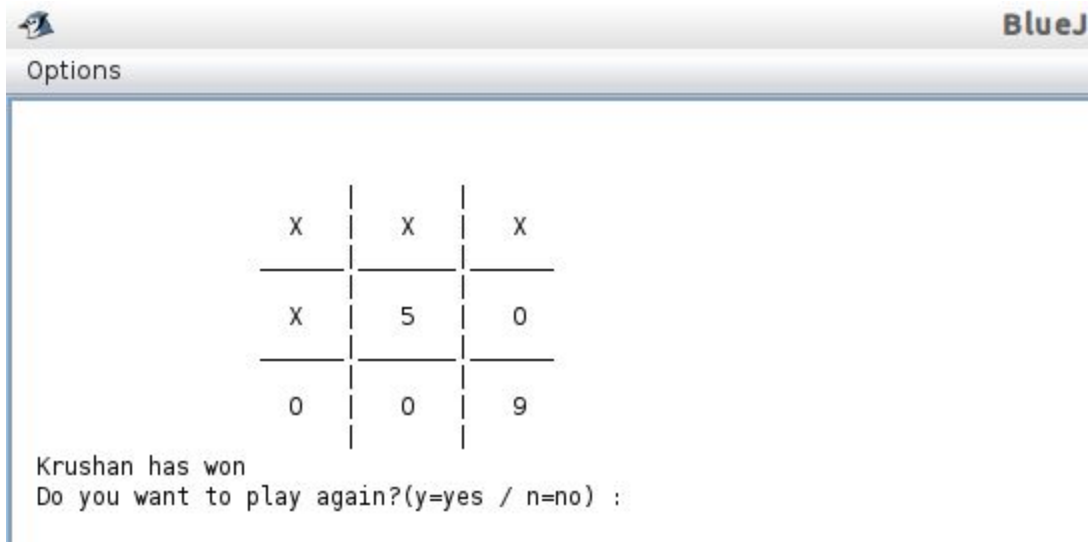 BlueJ
Options
X | X | X
X | 5 | O
O | O | 9
Krushan has won
Do you want to play again?(y=yes / n=no) :